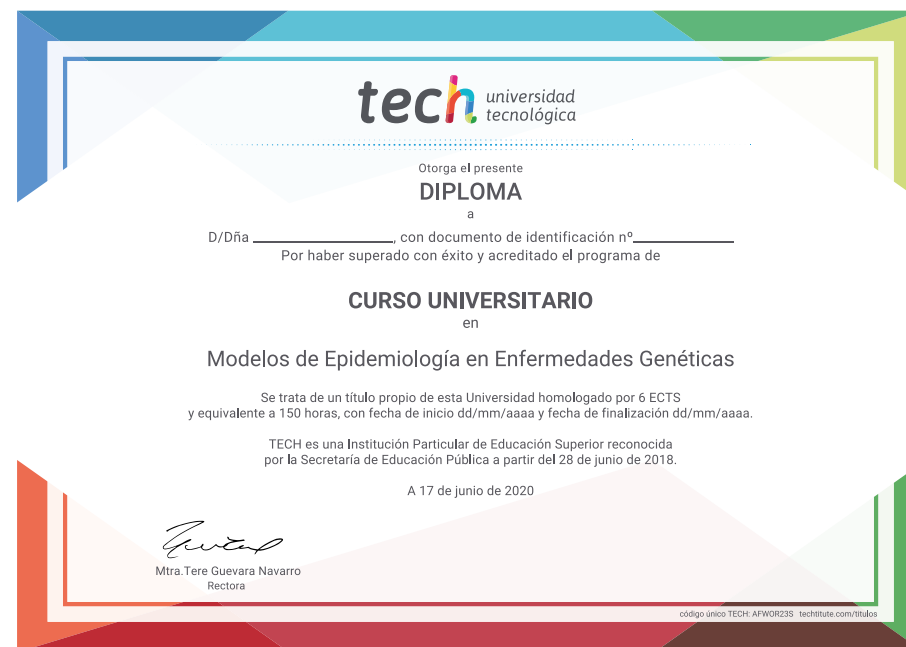 tech universidad
tecnológica
Otorga el presente
DIPLOMA
a
D/Dña ____________________, con documento de identificación nº______________
Por haber superado con éxito y acreditado el programa de
CURSO UNIVERSITARIO
en
Modelos de Epidemiología en Enfermedades Genéticas
Se trata de un título propio de esta Universidad homologado por 6 ECTS
y equivalente a 150 horas, con fecha de inicio dd/mm/aaaa y fecha de finalización dd/mm/aaaa.
TECH es una Institución Particular de Educación Superior reconocida
por la Secretaría de Educación Pública a partir del 28 de junio de 2018.
A 17 de junio de 2020
Mtra.Tere Guevara Navarro
Rectora
código único TECH: AFWOR23S techtitute.com/titulos